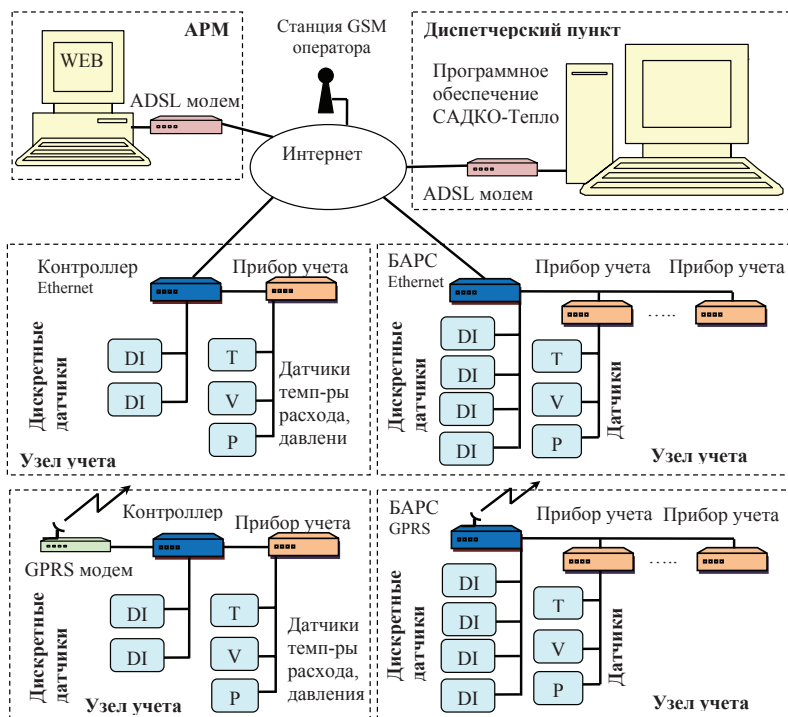 АРМ
WEB
ADSL модем
Станция GSM
оператора
Интернет
Диспетчерский пункт
Программное
обеспечение
САДКО-Тепло
ADSL модем
Контроллер
Ethernet
Прибор учета
Дискретные
датчики
DI
DI
T
V
P
Датчики
темп-ры
расхода,
давлени
Узел учета
БАРС
Ethernet
Прибор учета
Прибор учета
.....
Дискретные
датчики
DI
DI
DI
DI
T
V
P
Датчики
Узел учета
Контроллер
Прибор учета
GPRS модем
Дискретные
датчики
DI
DI
T
V
P
Датчики
темп-ры
расхода,
давления
Узел учета
БАРС
GPRS
Прибор учета
Прибор учета
.....
Дискретные
датчики
DI
DI
DI
DI
T
V
P
Датчики
Узел учета